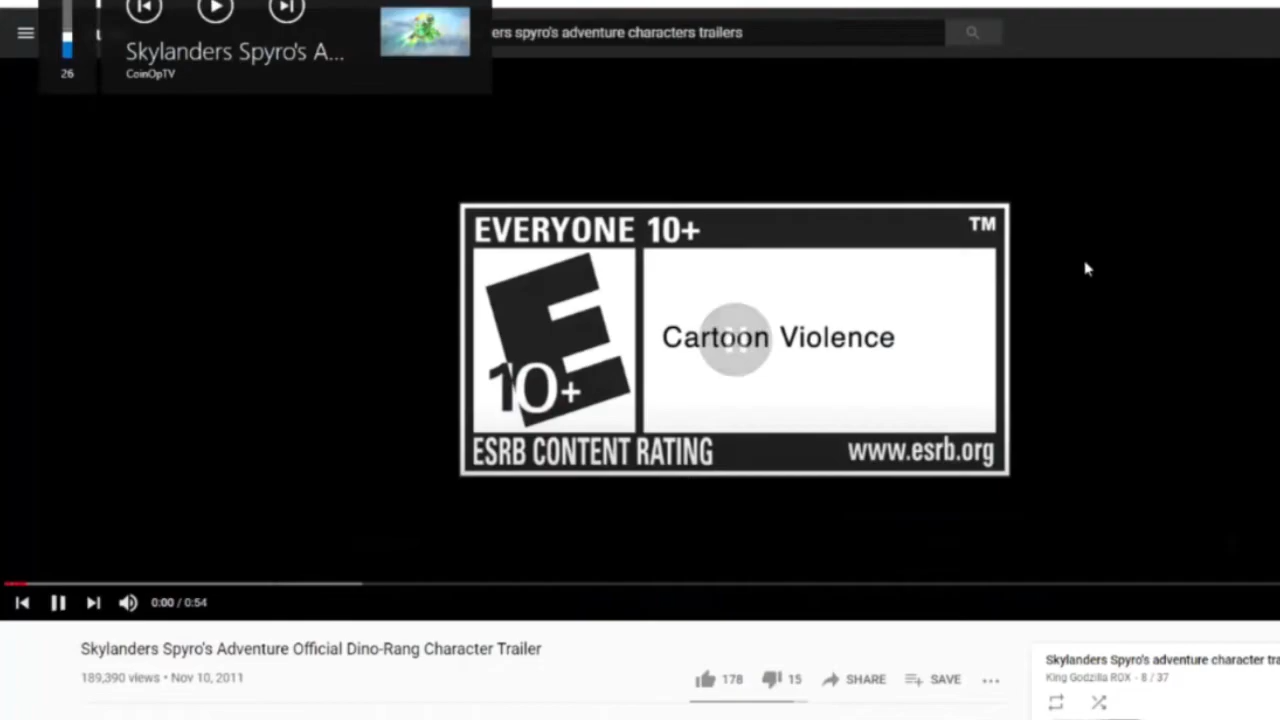 ers spyro's adventure characters trailers
Skylanders Spyro's A...
CoinOpTV
26
EVERYONE 10+
TM
E
10+
Cartoon Violence
ESRB CONTENT RATING
www.esrb.org
0:00 / 0:54
Skylanders Spyro's Adventure Official Dino-Rang Character Trailer
189,390 views • Nov 10, 2011
178
15
SHARE
SAVE
Skylanders Spyro's adventure character tra
King Godzilla ROX - 8 / 37